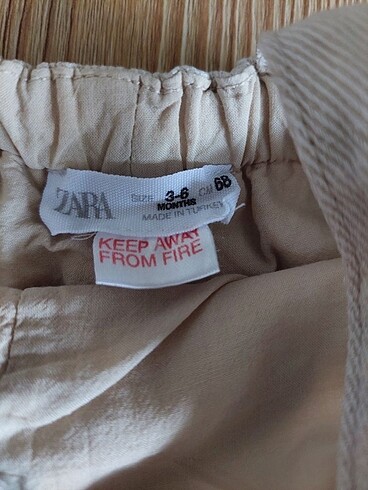 ZARA SIZE 3-6 MONTHS CM 68
MADE IN TURKEY
KEEP AWAY
FROM FIRE